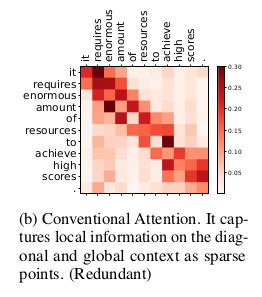 it requires enormous amount of resources to achieve high scores .
it
requires
enormous
amount
of
resources
to
achieve
high
scores
.
0.30
0.25
0.20
0.15
0.10
0.05
(b) Conventional Attention. It cap-
tures local information on the diag-
onal and global context as sparse
points. (Redundant)